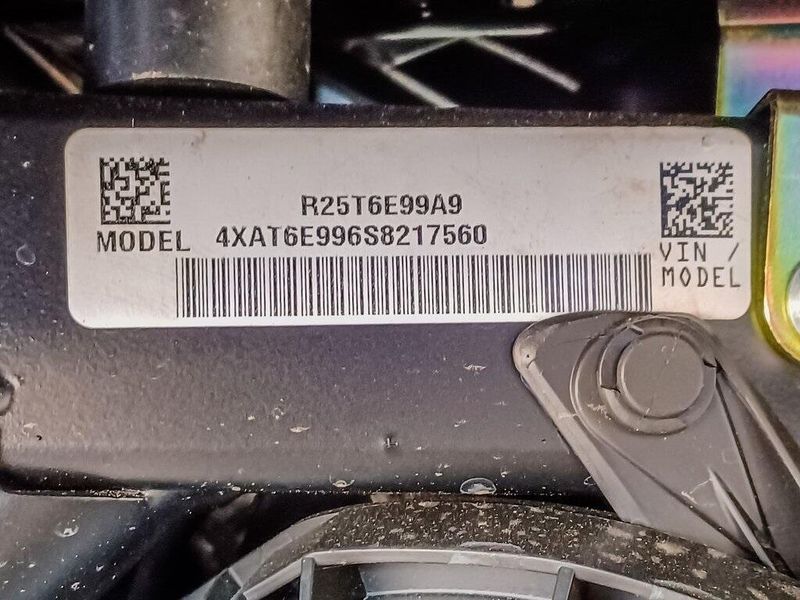 R25T6E99A9
MODEL 4XAT6E996S8217560
VIN /
MODEL